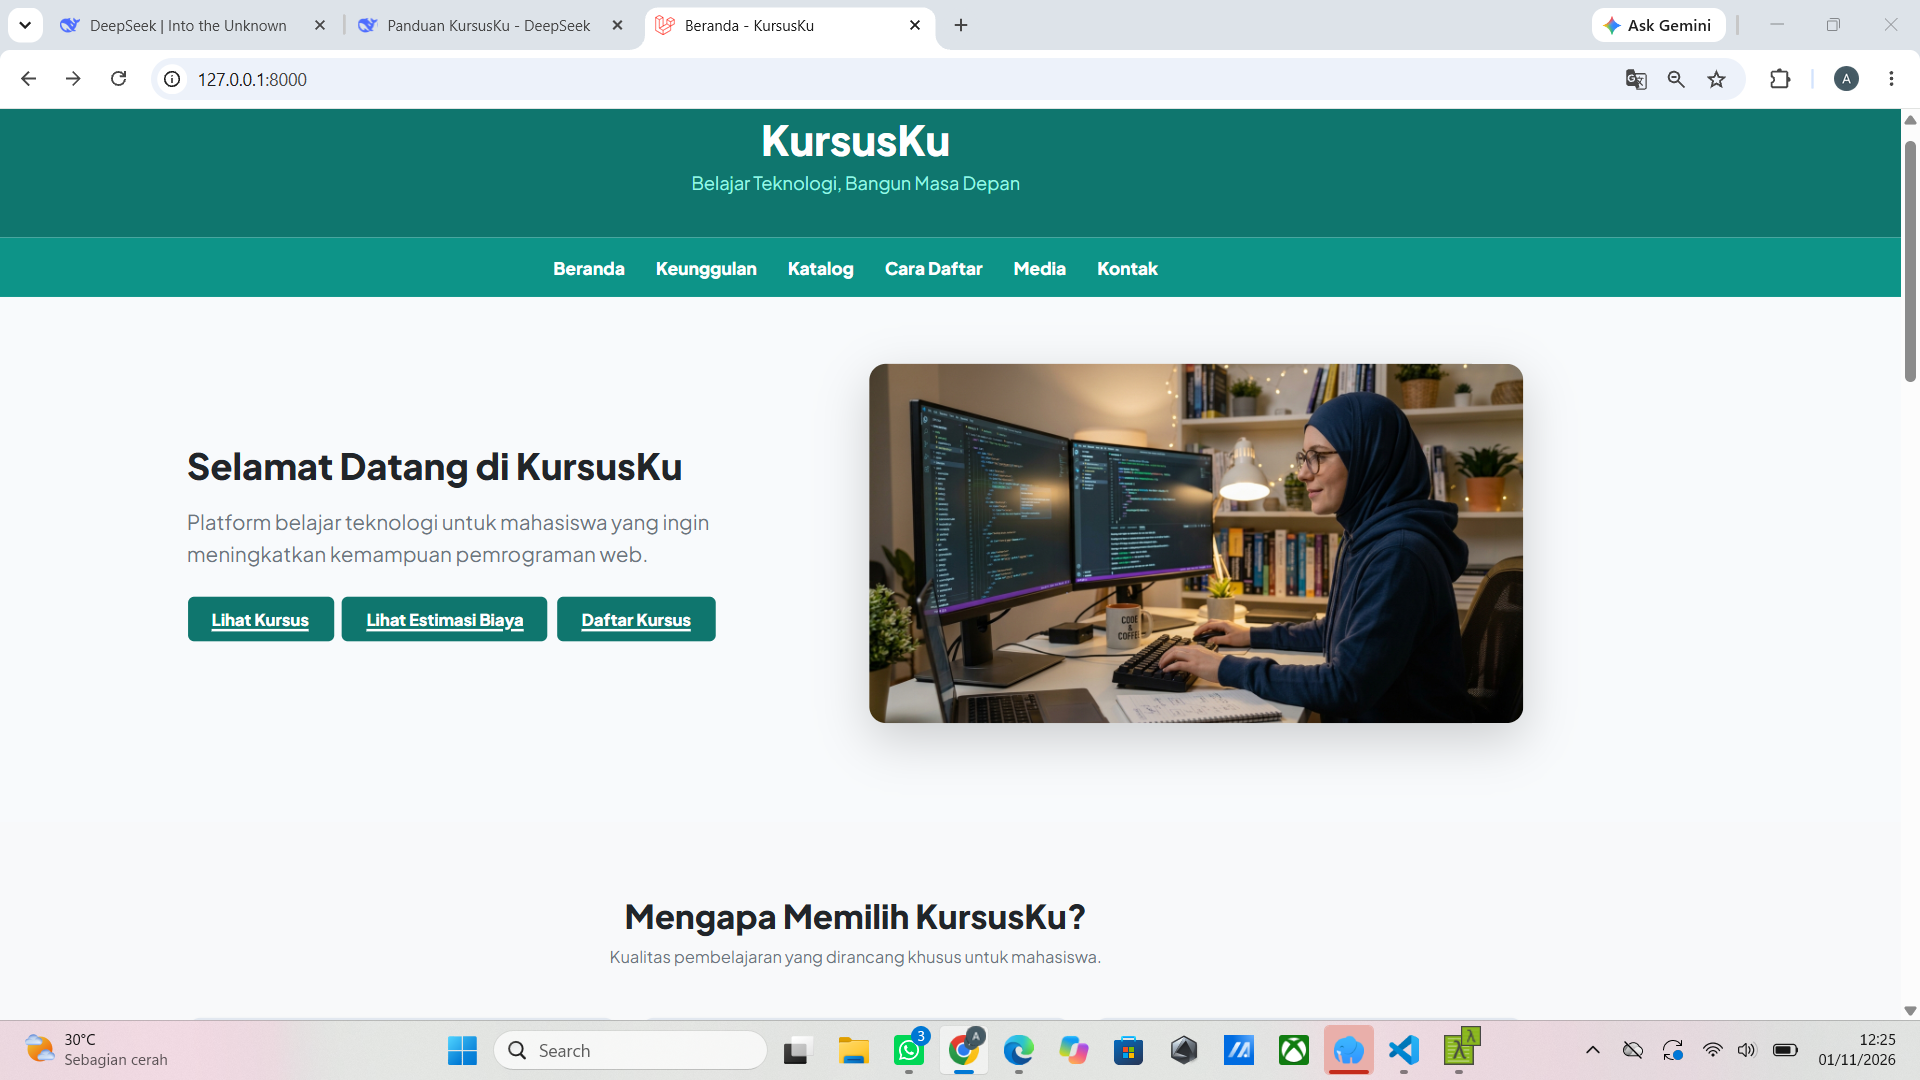 DeepSeek | Into the Unknown
Panduan KursusKu - DeepSeek
Beranda - KursusKu
Ask Gemini
127.0.0.1:8000
A
KursusKu
Belajar Teknologi, Bangun Masa Depan
Beranda
Keunggulan
Katalog
Cara Daftar
Media
Kontak
Selamat Datang di KursusKu
Platform belajar teknologi untuk mahasiswa yang ingin
meningkatkan kemampuan pemrograman web.
Lihat Kursus
Lihat Estimasi Biaya
Daftar Kursus
CODE
& COFFEE
Mengapa Memilih KursusKu?
Kualitas pembelajaran yang dirancang khusus untuk mahasiswa.
30°C
Sebagian cerah
Search
3
A
12:25
01/11/2026